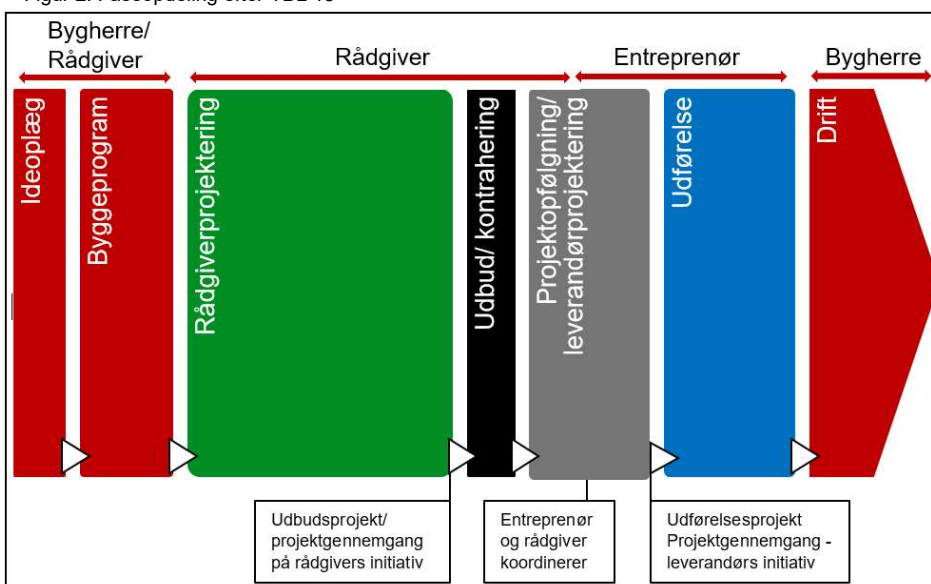 Bygherre/
Rådgiver
Rådgiver
Entreprenør
Bygherre
Ideoplæg
Byggeprogram
Rådgiverprojektering
Udbud/ kontrahering
Projektopfølgning/
leverandørprojektering
Udførelse
Drift
Udbudsprojekt/
projektgennemgang
på rådgivers initiativ
Entreprenør
og rådgiver
koordinerer
Udførelsesprojekt
Projektgennemgang -
leverandørs initiativ